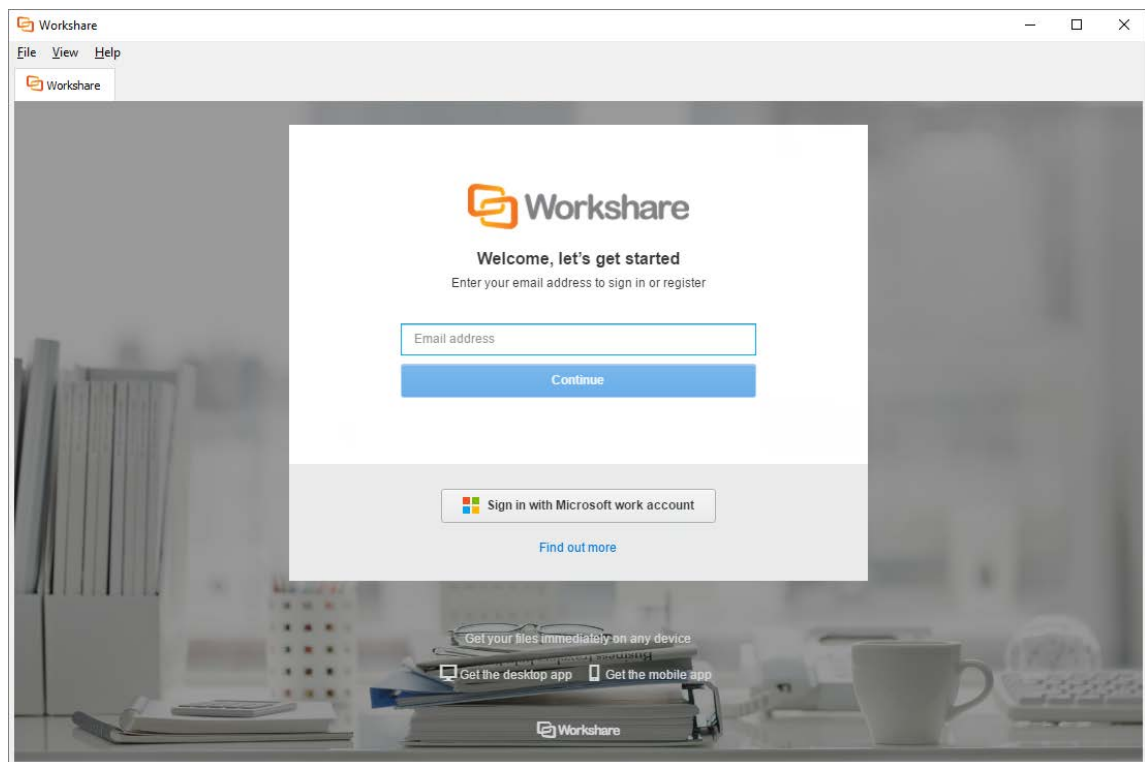 Workshare
File View Help
Workshare
Workshare
Welcome, let's get started
Enter your email address to sign in or register
Email address
Continue
Sign in with Microsoft work account
Find out more
Get your files immediately on any device
Business
Get the desktop app Get the mobile app
Workshare